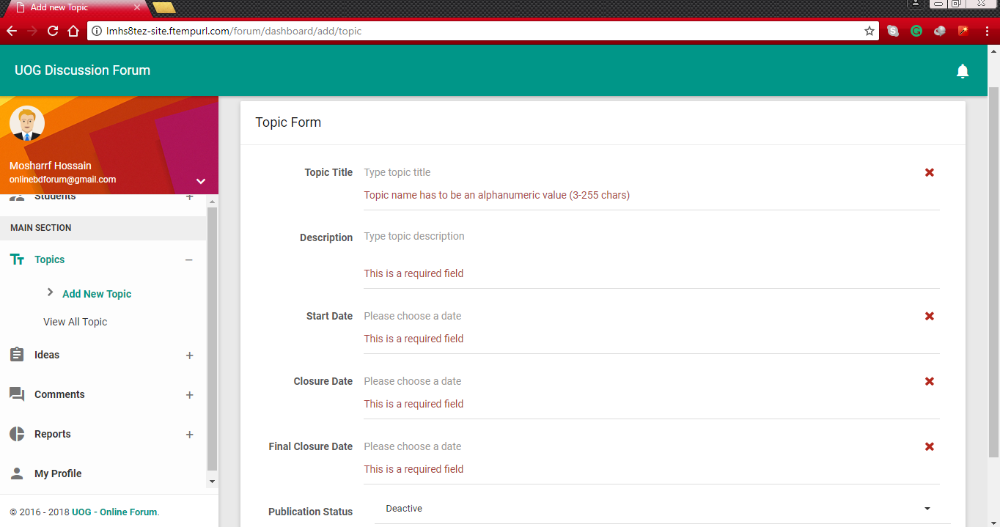 Add new Topic
lmhs8tez-site.ftempurl.com/forum/dashboard/add/topic
UOG Discussion Forum
Mosharrf Hossain
onlinebdforum@gmail.com
Students
MAIN SECTION
Topics
Add New Topic
View All Topic
Ideas
Comments
Reports
My Profile
© 2016 - 2018 UOG - Online Forum.
Topic Form
Topic Title Type topic title
Topic name has to be an alphanumeric value (3-255 chars)
Description Type topic description
This is a required field
Start Date Please choose a date
This is a required field
Closure Date Please choose a date
This is a required field
Final Closure Date Please choose a date
This is a required field
Publication Status Deactive